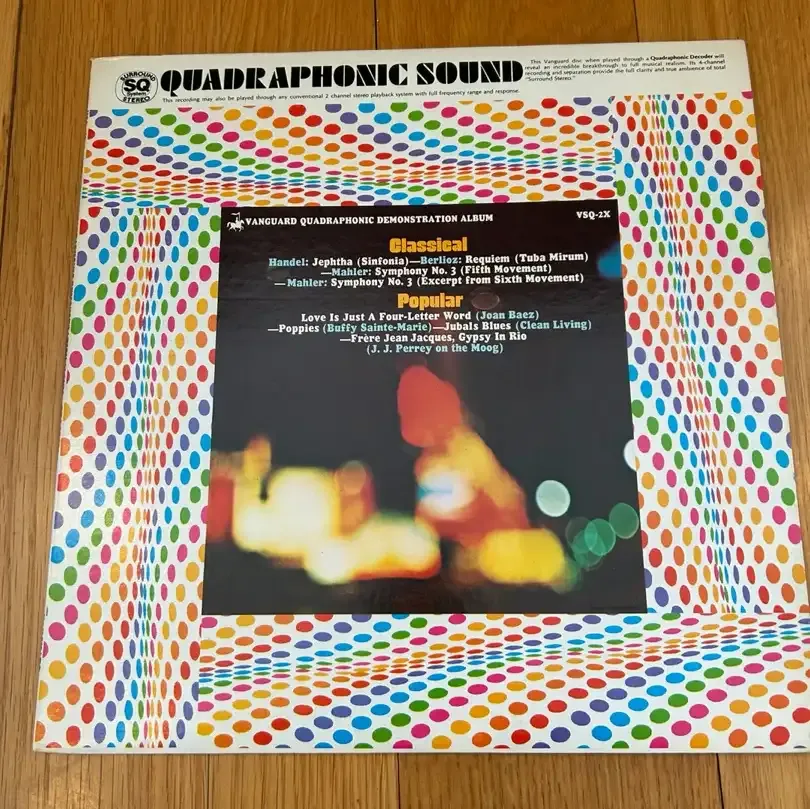 SURROUND
SQ
System
STEREO
QUADRAPHONIC SOUND
This recording may also be played through any conventional 2 channel stereo playback system with full frequency range and response.
This Vanguard disc when played through a Quadraphonic Decoder will
reveal an incredible breakthrough to full musical realism. Its 4-channel
recording and separation provide the full clarity and true ambience of total
"Surround Stereo."
VANGUARD QUADRAPHONIC DEMONSTRATION ALBUM
VSQ-2X
Classical
Handel: Jephtha (Sinfonia)—Berlioz: Requiem (Tuba Mirum)
—Mahler: Symphony No. 3 (Fifth Movement)
—Mahler: Symphony No. 3 (Excerpt from Sixth Movement)
Popular
Love Is Just A Four-Letter Word (Joan Baez)
—Poppies (Buffy Sainte-Marie)—Jubals Blues (Clean Living)
—Frère Jean Jacques, Gypsy In Rio
(J. J. Perrey on the Moog)